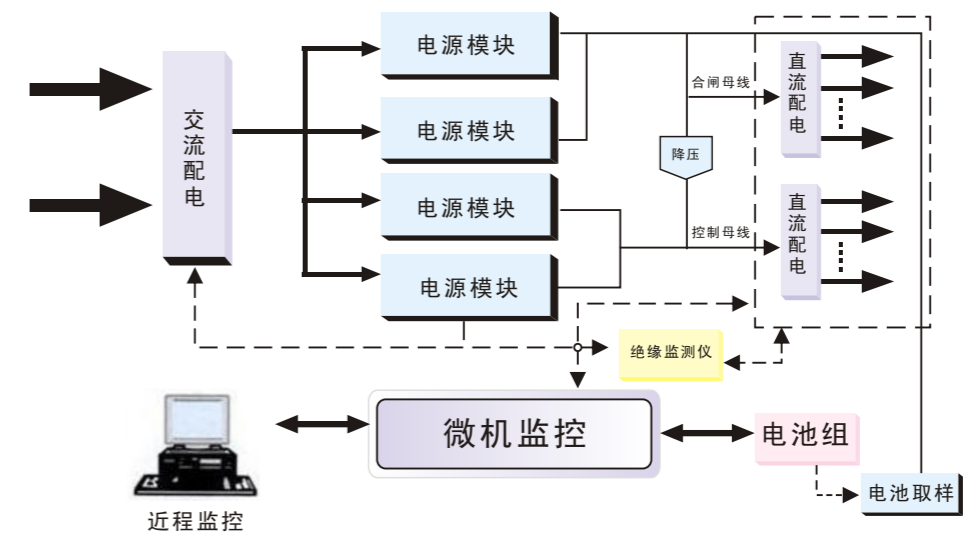 电源模块
电源模块
电源模块
电源模块
交流配电
合闸母线
直流配电
降压
控制母线
直流配电
绝缘监测仪
微机监控
电池组
电池取样
近程监控